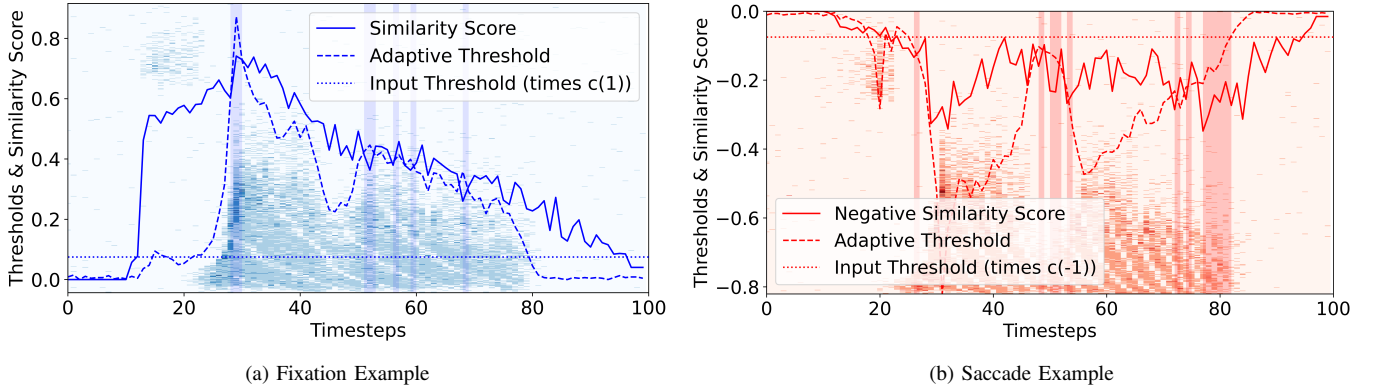 Thresholds & Similarity Score
0.8
0.6
0.4
0.2
0.0
Similarity Score
Adaptive Threshold
Input Threshold (times c(1))
0 20 40 60 80 100
Timesteps
(a) Fixation Example
Thresholds & Similarity Score
0.0
−0.2
−0.4
−0.6
−0.8
Negative Similarity Score
Adaptive Threshold
Input Threshold (times c(-1))
0 20 40 60 80 100
Timesteps
(b) Saccade Example